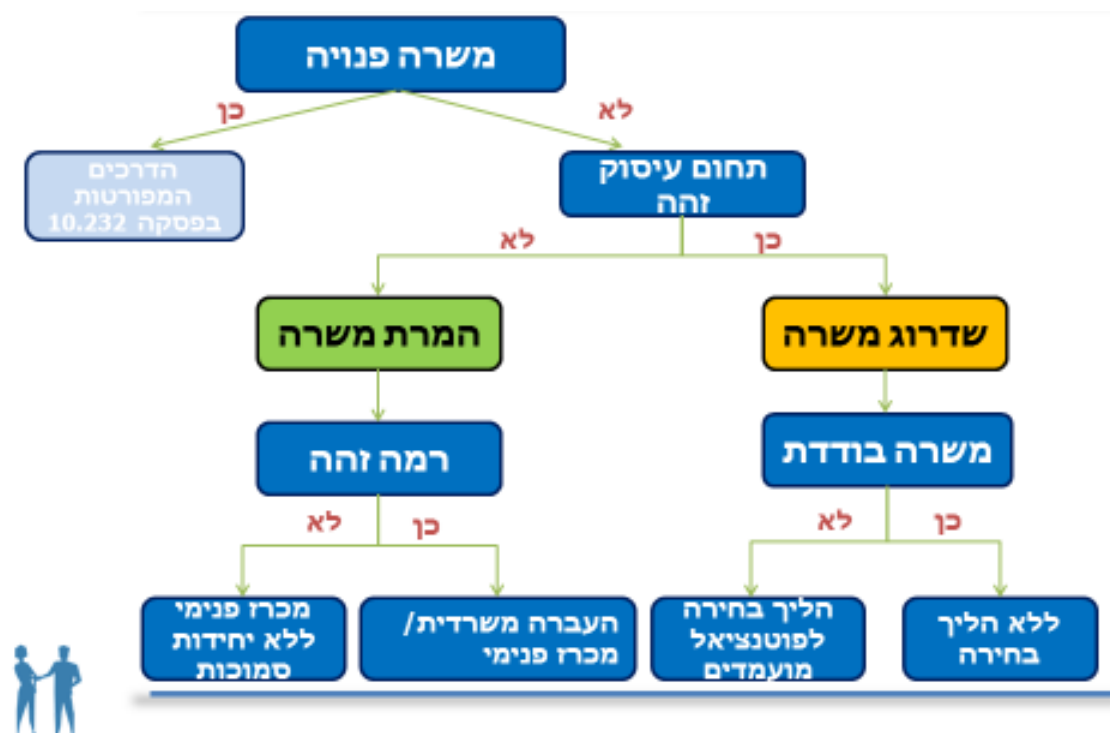 משרה פנויה
כן
לא
הדרכים
המפורטות
בפסקה 10.232
תחום עיסוק
זהה
לא
כן
המרת משרה
שדרוג משרה
רמה זהה
משרה בודדת
לא
כן
לא
כן
מכרז פנימי
ללא יחידות
סמוכות
העברה משרדית/
מכרז פנימי
הליך בחירה
לפוטנציאל
מועמדים
ללא הליך
בחירה